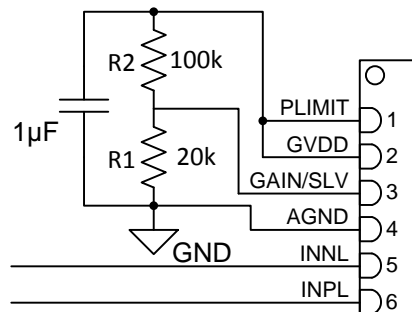 R2 100k
PLIMIT 1
1µF
GVDD 2
R1 20k
GAIN/SLV 3
AGND 4
GND
INNL 5
INPL 6